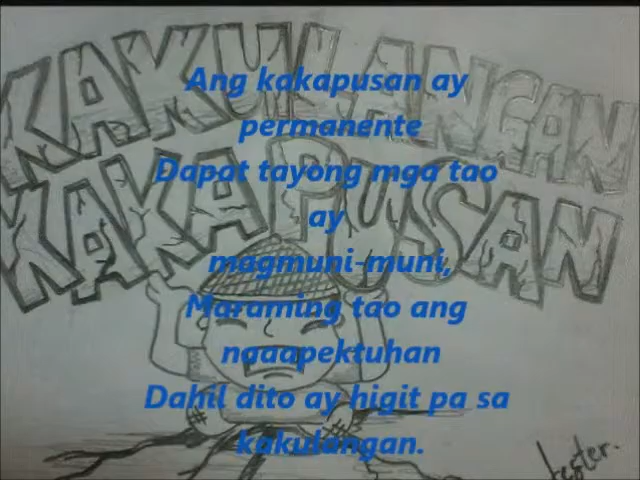 KAKULANGAN
KAKAPUSAN
Ang kakapusan ay
permanente
Dapat tayong mga tao
ay
magmuni-muni,
Maraming tao ang
naaapektuhan
Dahil dito ay higit pa sa
kakulangan.
Lester.